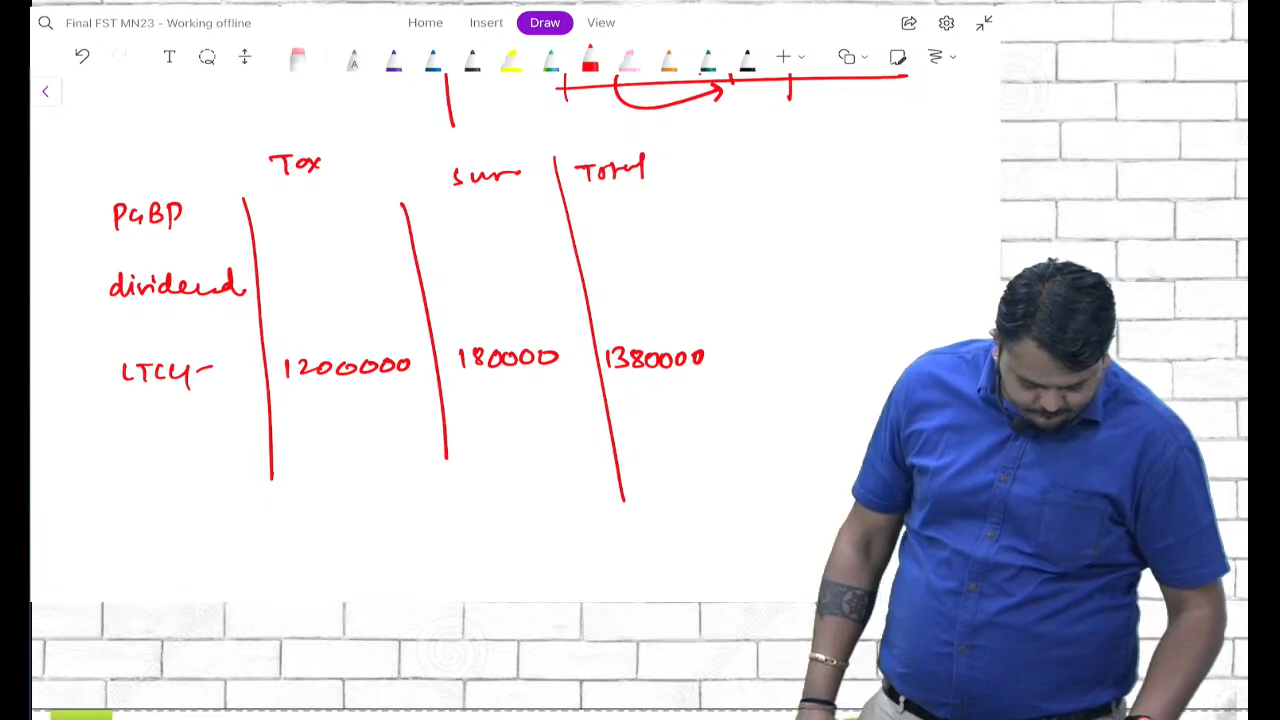 Final FST MN23 - Working offline
Home Insert Draw View
T
A
Tax Sur Total
PGBP
dividend
LTCG 1200000 180000 1380000